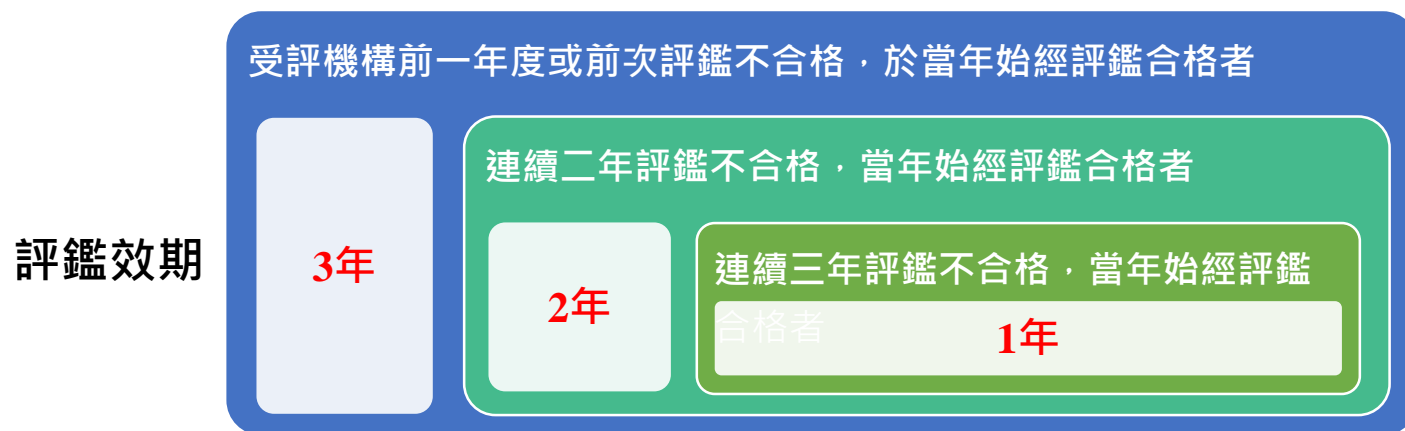 受評機構前一年度或前次評鑑不合格，於當年始經評鑑合格者
連續二年評鑑不合格，當年始經評鑑合格者
評鑑效期
3年
2年
連續三年評鑑不合格，當年始經評鑑
合格者
1年